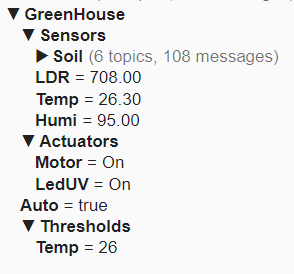 ▼ GreenHouse
▼ Sensors
▶ Soil (6 topics, 108 messages)
LDR = 708.00
Temp = 26.30
Humi = 95.00
▼ Actuators
Motor = On
LedUV = On
Auto = true
▼ Thresholds
Temp = 26